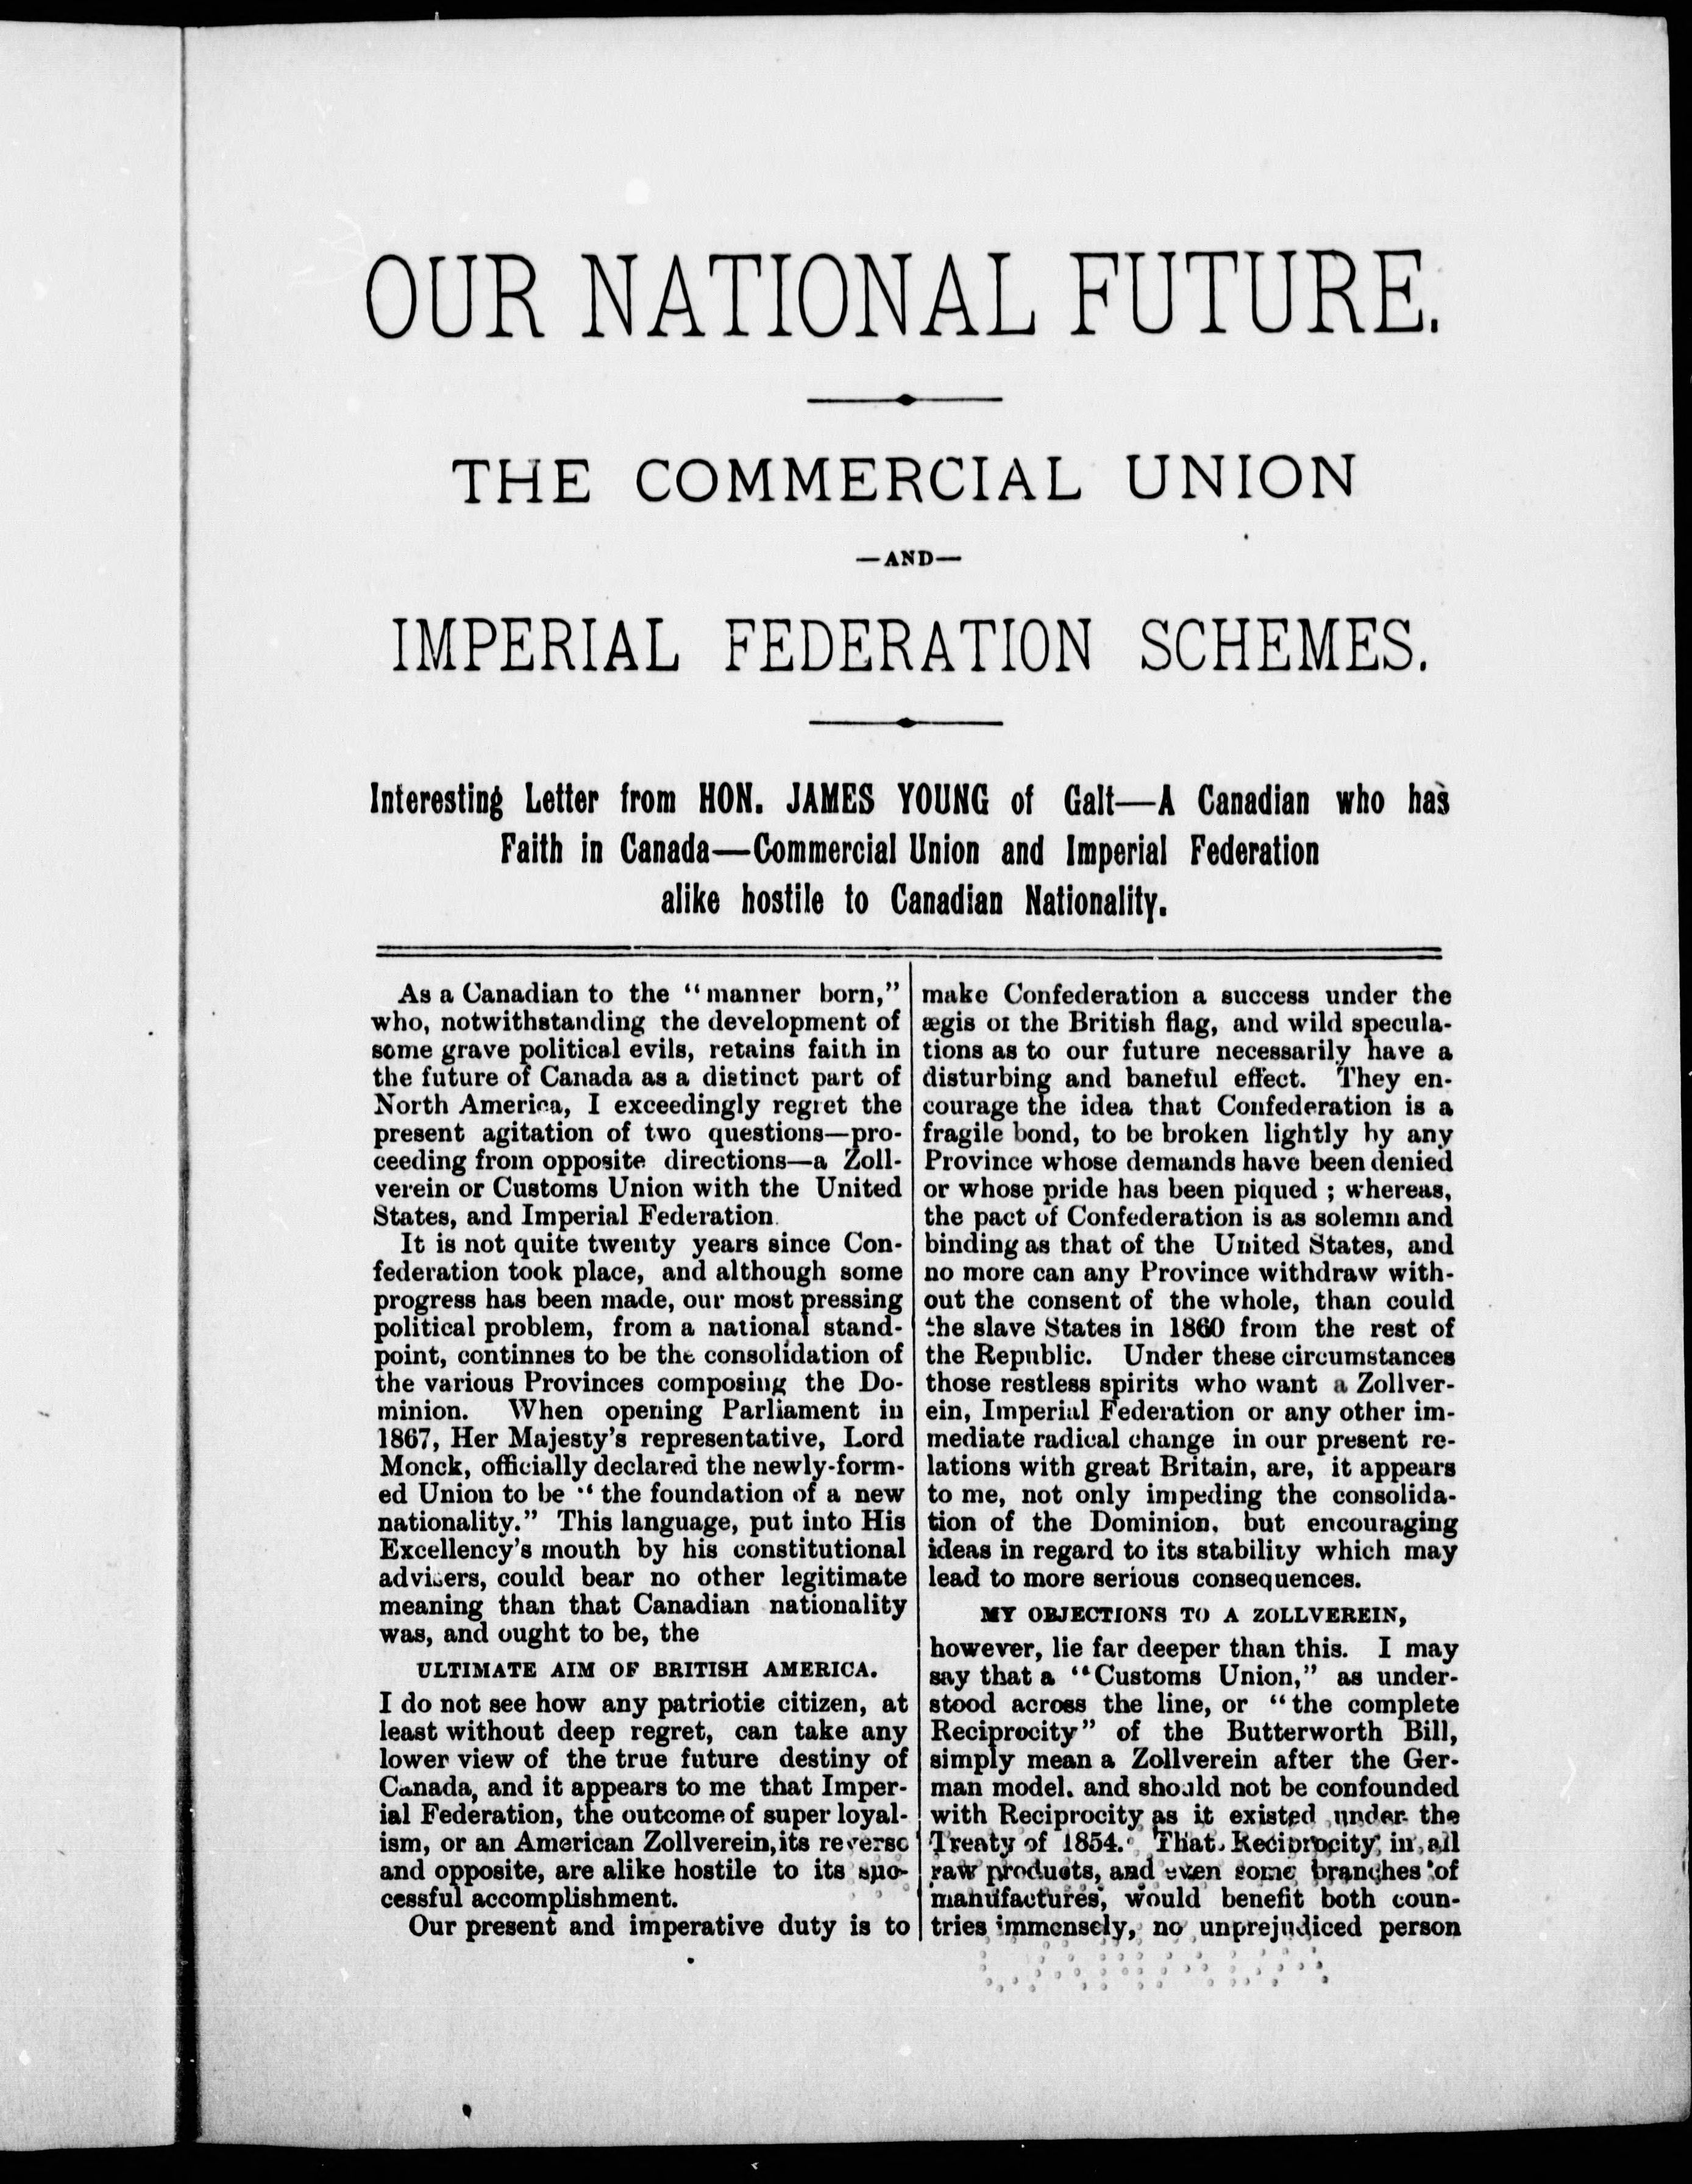 OUR NATIONAL FUTURE.
THE COMMERCIAL UNION
—AND—
IMPERIAL FEDERATION SCHEMES.
Interesting Letter from HON. JAMES YOUNG of Galt—A Canadian who has
Faith in Canada—Commercial Union and Imperial Federation
alike hostile to Canadian Nationality.
As a Canadian to the "manner born,"
who, notwithstanding the development of
some grave political evils, retains faith in
the future of Canada as a distinct part of
North America, I exceedingly regret the
present agitation of two questions—pro-
ceeding from opposite directions—a Zoll-
verein or Customs Union with the United
States, and Imperial Federation.
It is not quite twenty years since Con-
federation took place, and although some
progress has been made, our most pressing
political problem, from a national stand-
point, continnes to be the consolidation of
the various Provinces composing the Do-
minion. When opening Parliament in
1867, Her Majesty's representative, Lord
Monck, officially declared the newly-form-
ed Union to be "the foundation of a new
nationality." This language, put into His
Excellency's mouth by his constitutional
advisers, could bear no other legitimate
meaning than that Canadian nationality
was, and ought to be, the
ULTIMATE AIM OF BRITISH AMERICA.
I do not see how any patriotic citizen, at
least without deep regret, can take any
lower view of the true future destiny of
Canada, and it appears to me that Imper-
ial Federation, the outcome of super loyal-
ism, or an American Zollverein, its reverse
and opposite, are alike hostile to its suc-
cessful accomplishment.
Our present and imperative duty is to
make Confederation a success under the
ægis of the British flag, and wild specula-
tions as to our future necessarily have a
disturbing and baneful effect. They en-
courage the idea that Confederation is a
fragile bond, to be broken lightly by any
Province whose demands have been denied
or whose pride has been piqued ; whereas,
the pact of Confederation is as solemn and
binding as that of the United States, and
no more can any Province withdraw with-
out the consent of the whole, than could
the slave States in 1860 from the rest of
the Republic. Under these circumstances
those restless spirits who want a Zollver-
ein, Imperial Federation or any other im-
mediate radical change in our present re-
lations with great Britain, are, it appears
to me, not only impeding the consolida-
tion of the Dominion, but encouraging
ideas in regard to its stability which may
lead to more serious consequences.
MY OBJECTIONS TO A ZOLLVEREIN,
however, lie far deeper than this. I may
say that a "Customs Union," as under-
stood across the line, or "the complete
Reciprocity" of the Butterworth Bill,
simply mean a Zollverein after the Ger-
man model. and should not be confounded
with Reciprocity as it existed under the
Treaty of 1854. That Reciprocity in all
raw products, and even some branches of
manufactures, would benefit both coun-
tries immensely, no unprejudiced person
CANADA